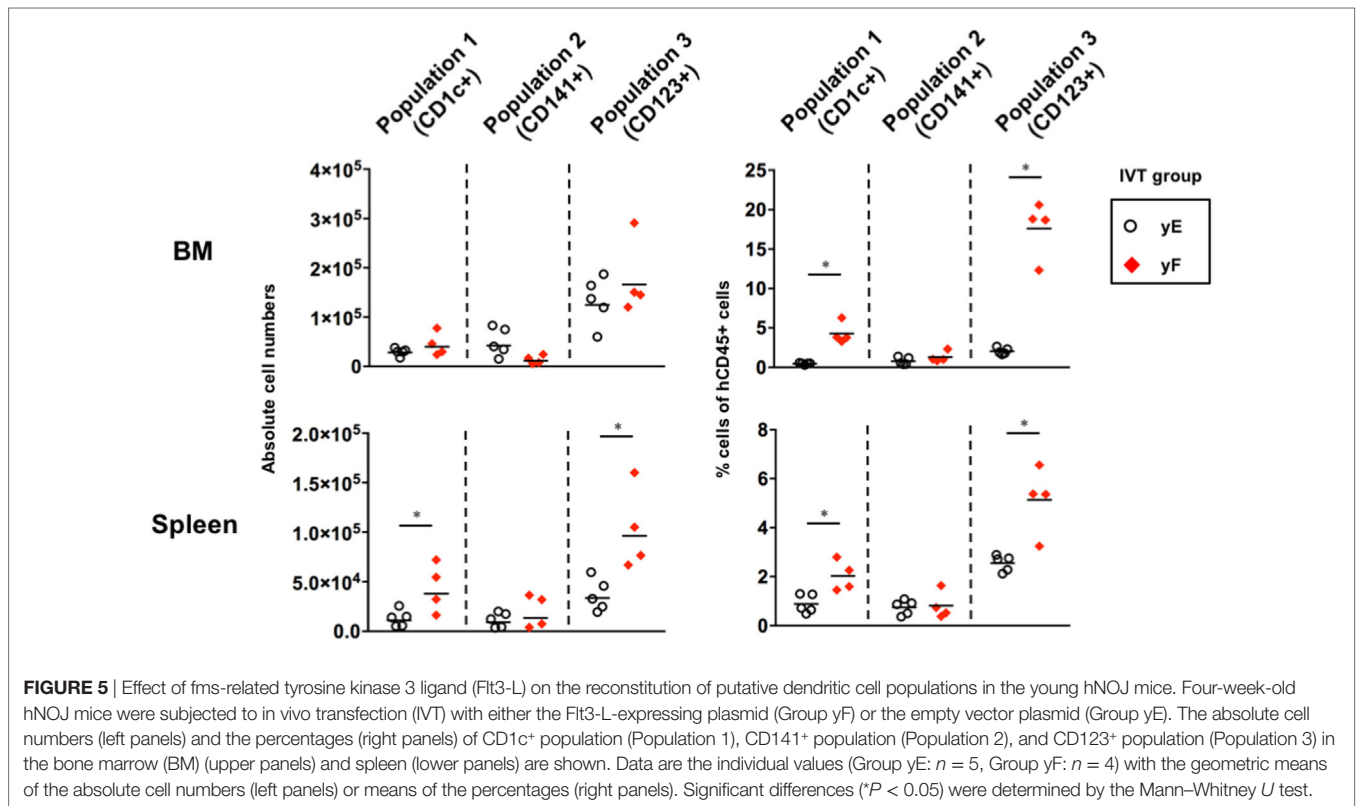 Population 1
(CD1c+)
Population 2
(CD141+)
Population 3
(CD123+)
Population 1
(CD1c+)
Population 2
(CD141+)
Population 3
(CD123+)
BM
Spleen
Absolute cell numbers
4×10⁵
3×10⁵
2×10⁵
1×10⁵
0
2.0×10⁵
1.5×10⁵
1.0×10⁵
5.0×10⁴
0.0
*
*
% cells of hCD45+ cells
25
20
15
10
5
0
*
*
8
6
4
2
0
*
*
IVT group
yE
yF
FIGURE 5 | Effect of fms-related tyrosine kinase 3 ligand (Flt3-L) on the reconstitution of putative dendritic cell populations in the young hNOJ mice. Four-week-old
hNOJ mice were subjected to in vivo transfection (IVT) with either the Flt3-L-expressing plasmid (Group yF) or the empty vector plasmid (Group yE). The absolute cell
numbers (left panels) and the percentages (right panels) of CD1c⁺ population (Population 1), CD141⁺ population (Population 2), and CD123⁺ population (Population 3) in
the bone marrow (BM) (upper panels) and spleen (lower panels) are shown. Data are the individual values (Group yE: n = 5, Group yF: n = 4) with the geometric means
of the absolute cell numbers (left panels) or means of the percentages (right panels). Significant differences (*P < 0.05) were determined by the Mann–Whitney U test.